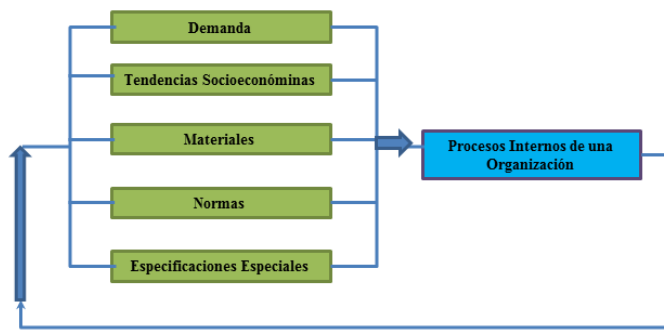 Demanda
Tendencias Socioeconóminas
Materiales
Procesos Internos de una
Organización
Normas
Especificaciones Especiales